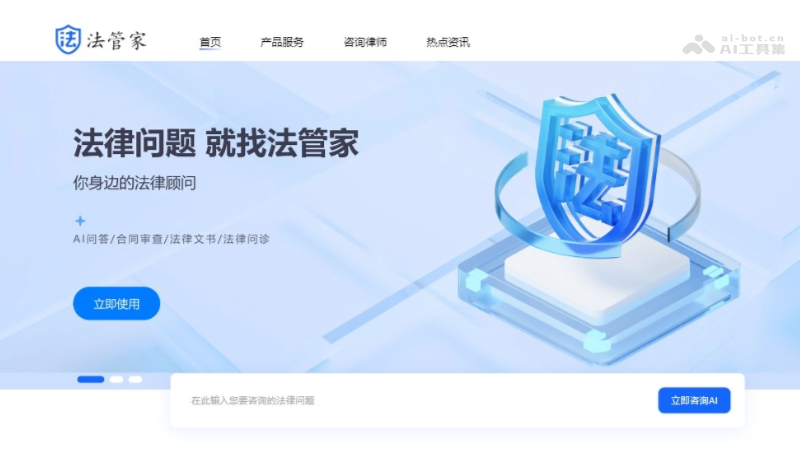 法 法管家
首页 产品服务 咨询律师 热点资讯
ai-bot.cn
AI工具集
法律问题 就找法管家
你身边的法律顾问
AI问答/合同审查/法律文书/法律问诊
立即使用
法
在此输入您要咨询的法律问题
立即咨询AI